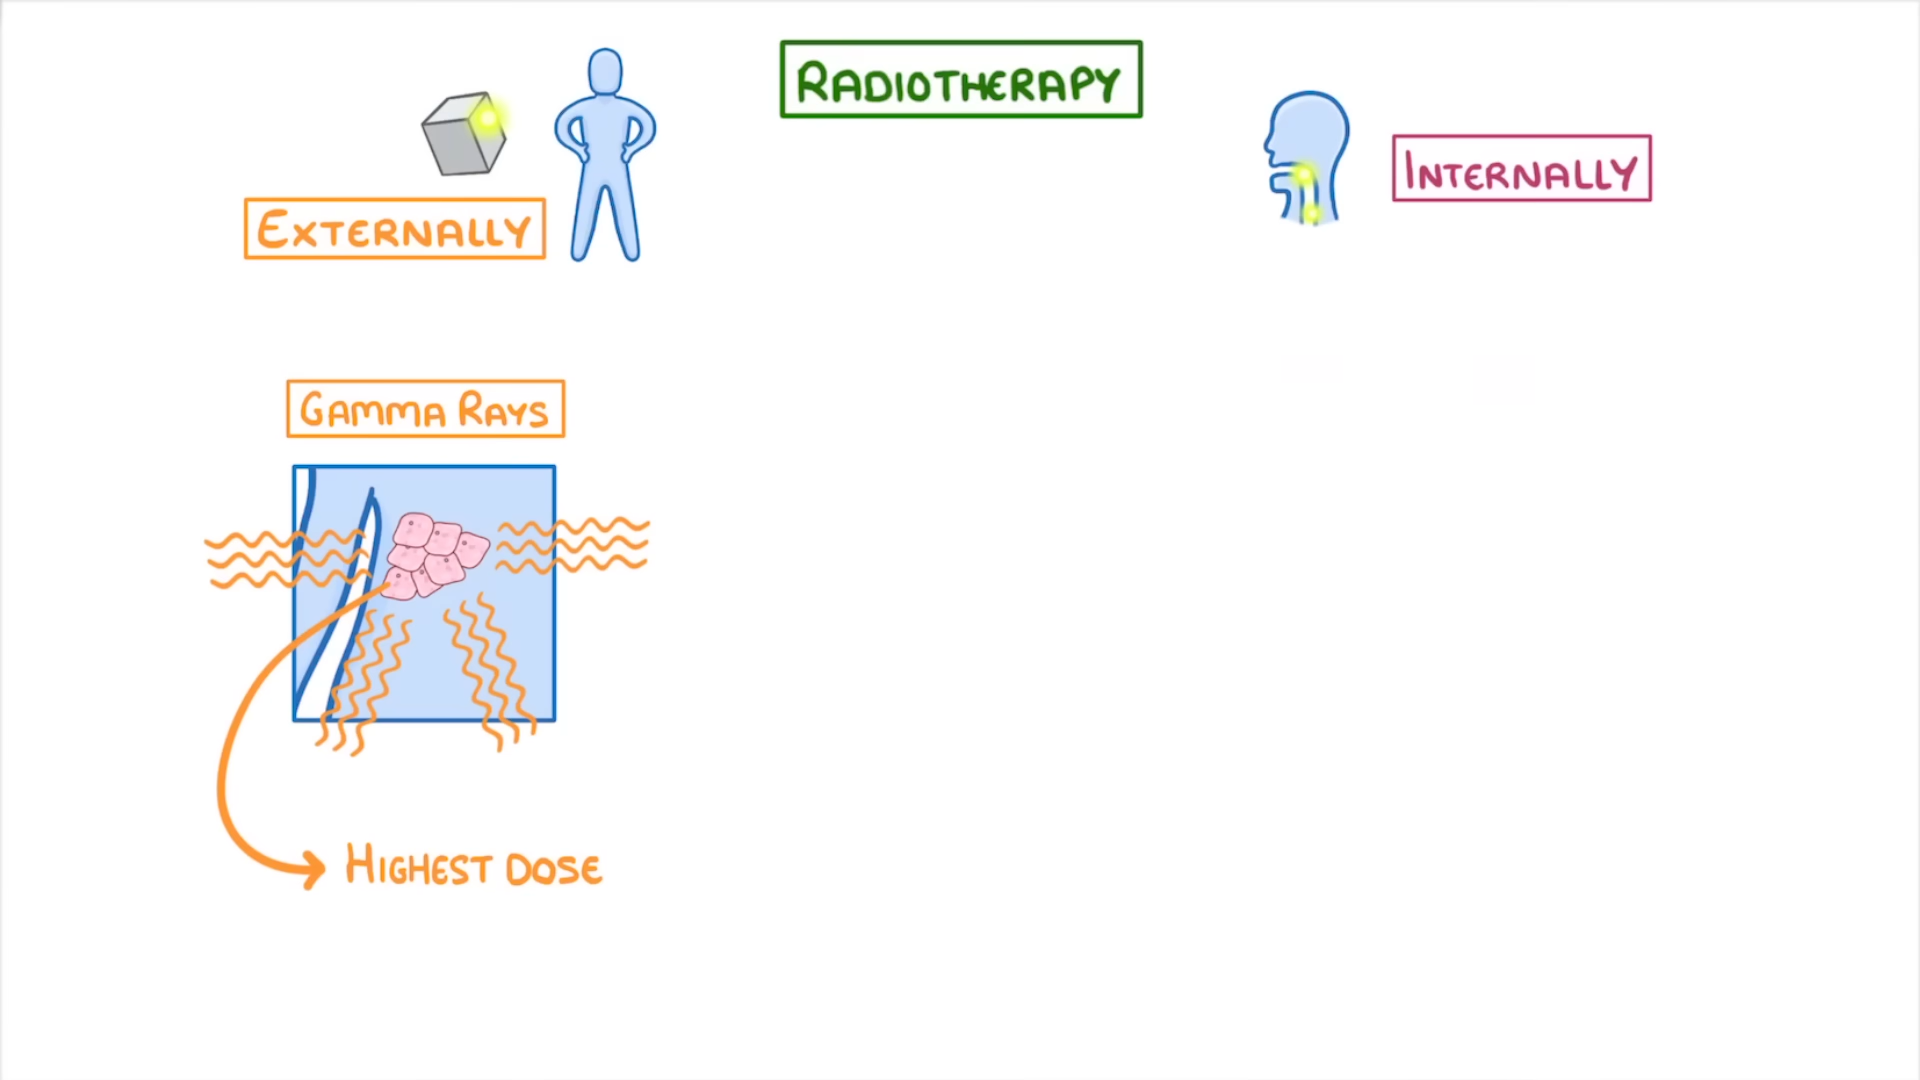 RADIOTHERAPY
EXTERNALLY
INTERNALLY
GAMMA RAYS
HIGHEST DOSE